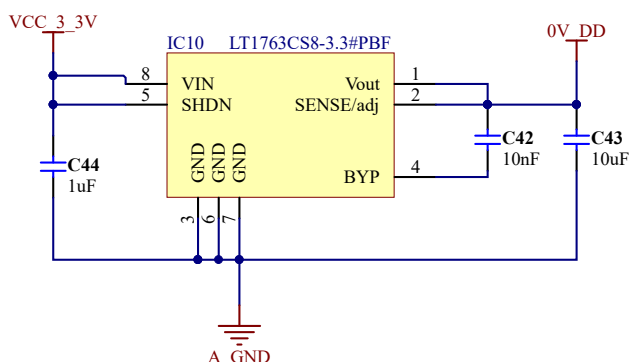 VCC_3_3V
IC10 LT1763CS8-3.3#PBF
0V_DD
8 VIN Vout 1
5 SHDN SENSE/adj 2
C44
1uF
GND GND GND
BYP 4
C42
10nF
C43
10uF
3 6 7
A_GND